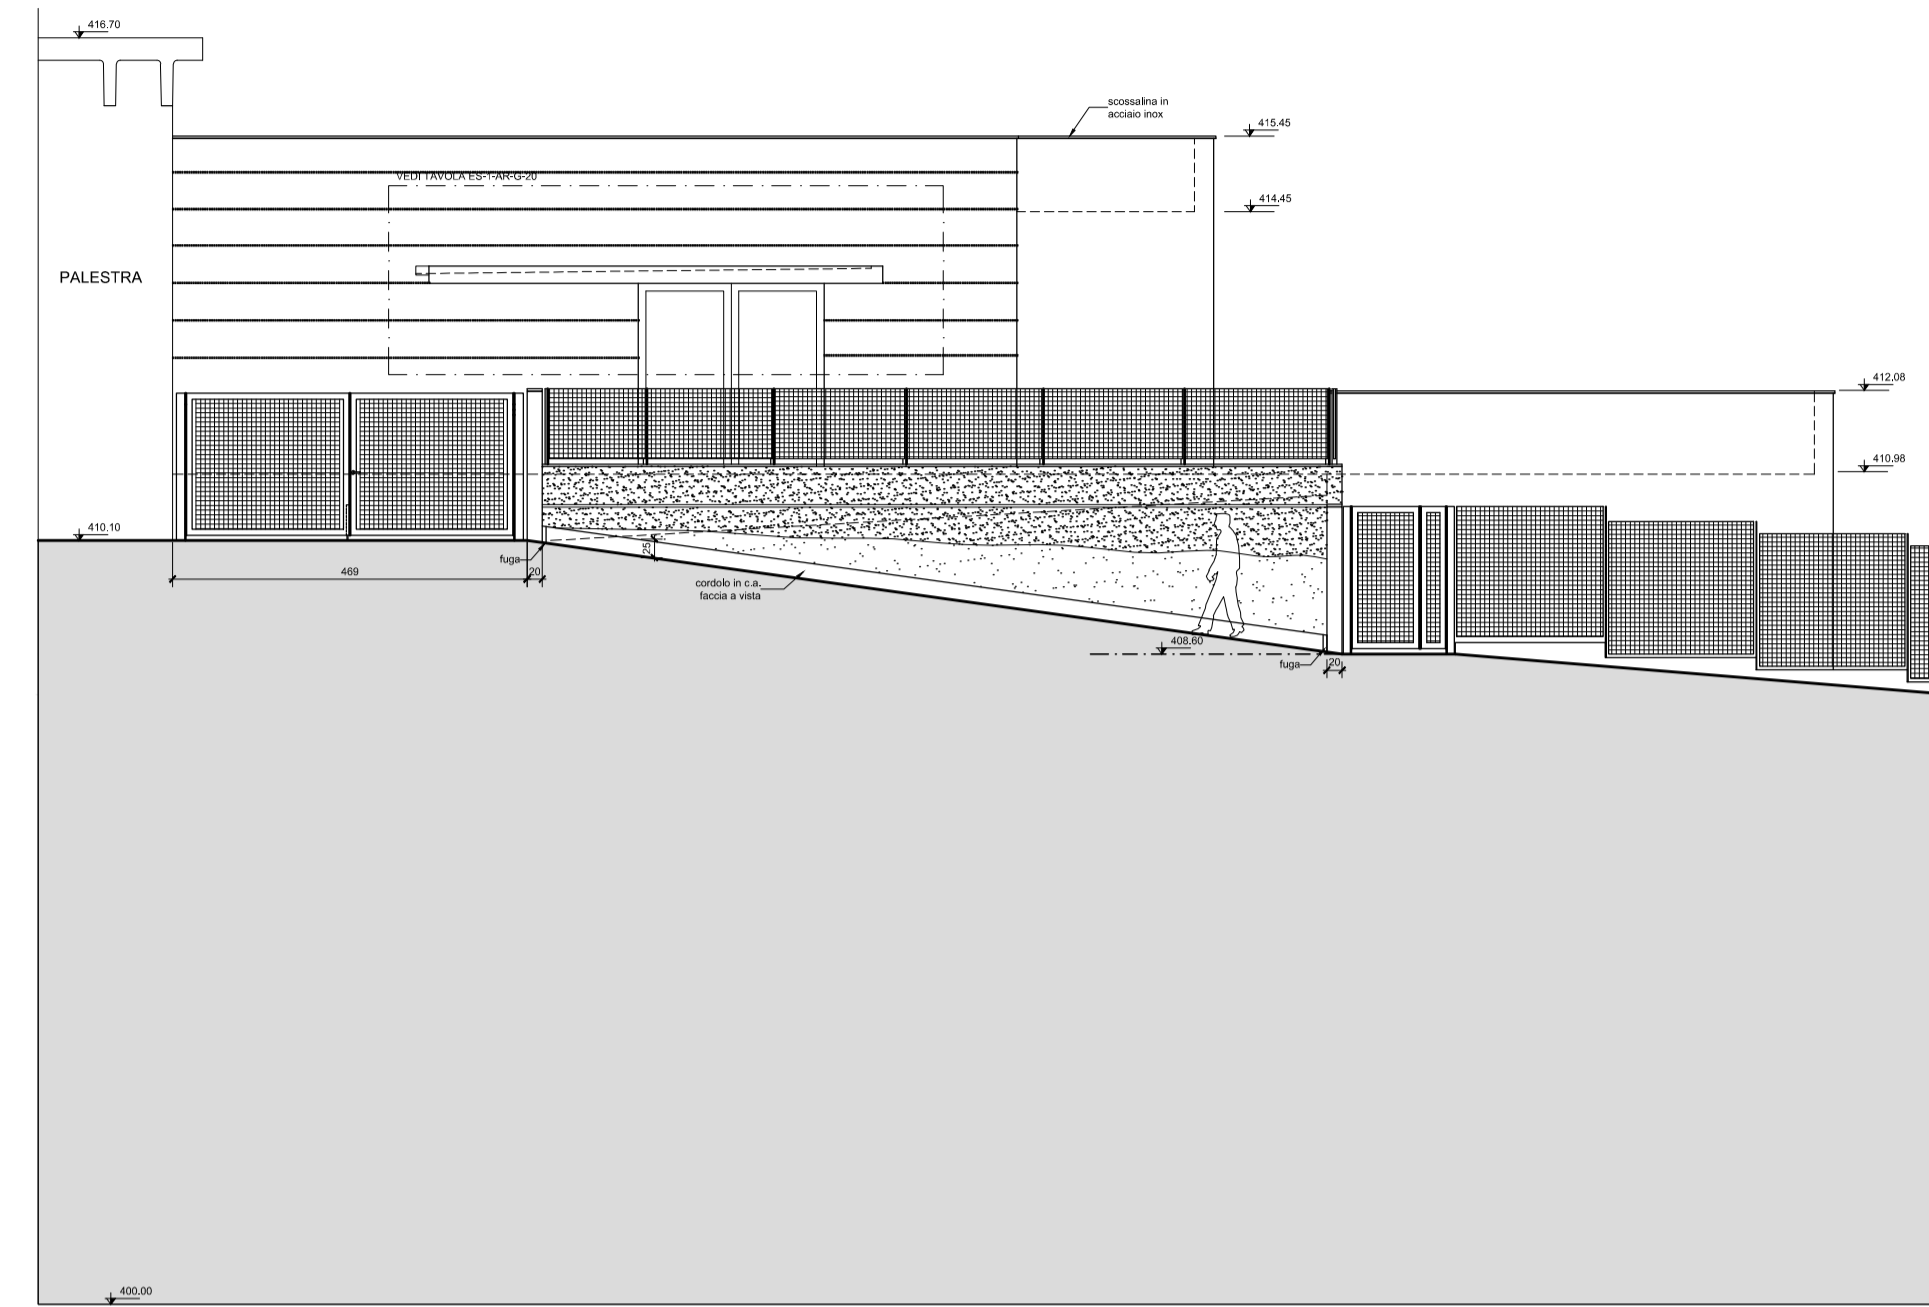 416.70
scossalina in
acciaio inox
415.45
VEDI TAVOLA ES-1-AR-G-20
414.45
PALESTRA
412.08
410.98
410.10
fuga
25
469
20
cordolo in c.a.
faccia a vista
408.60
fuga
20
400.00